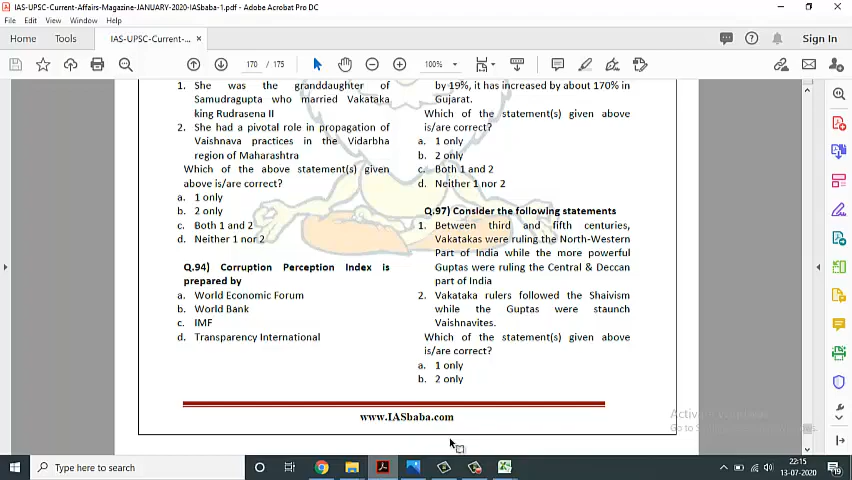 IAS-UPSC-Current-Affairs-Magazine-JANUARY-2020-IASbaba-1.pdf - Adobe Acrobat Pro DC
File Edit View Window Help
Home Tools IAS-UPSC-Current-... × Sign In
170 / 175 100%
1. She was the granddaughter of
Samudragupta who married Vakataka
king Rudrasena II
2. She had a pivotal role in propagation of
Vaishnava practices in the Vidarbha
region of Maharashtra
Which of the above statement(s) given
above is/are correct?
a. 1 only
b. 2 only
c. Both 1 and 2
d. Neither 1 nor 2
Q.94) Corruption Perception Index is
prepared by
a. World Economic Forum
b. World Bank
c. IMF
d. Transparency International
by 19%, it has increased by about 170% in
Gujarat.
Which of the statement(s) given above
is/are correct?
a. 1 only
b. 2 only
c. Both 1 and 2
d. Neither 1 nor 2
Q.97) Consider the following statements
1. Between third and fifth centuries,
Vakatakas were ruling the North-Western
Part of India while the more powerful
Guptas were ruling the Central & Deccan
part of India
2. Vakataka rulers followed the Shaivism
while the Guptas were staunch
Vaishnavites.
Which of the statement(s) given above
is/are correct?
a. 1 only
b. 2 only
www.IASbaba.com
Type here to search
22:15
13-07-2020
19